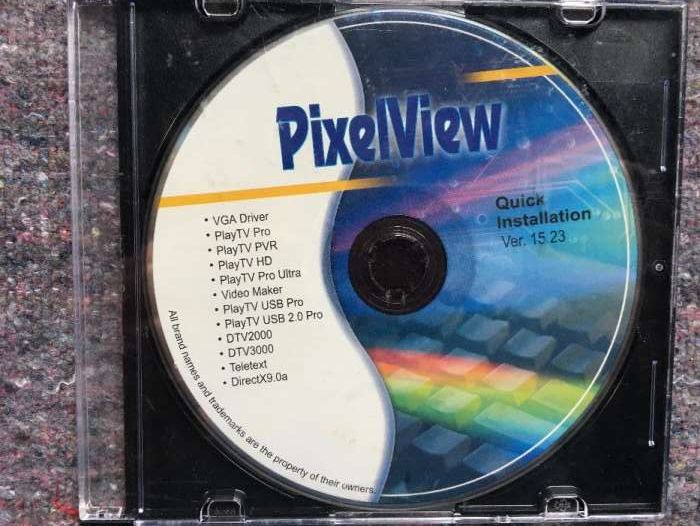 PixelView
Quick
Installation
Ver. 15.23
• VGA Driver
• PlayTV Pro
• PlayTV PVR
• PlayTV HD
• PlayTV Pro Ultra
• Video Maker
• PlayTV USB Pro
• PlayTV USB 2.0 Pro
• DTV2000
• DTV3000
• Teletext
• DirectX9.0a
All brand names and trademarks are the property of their owners.